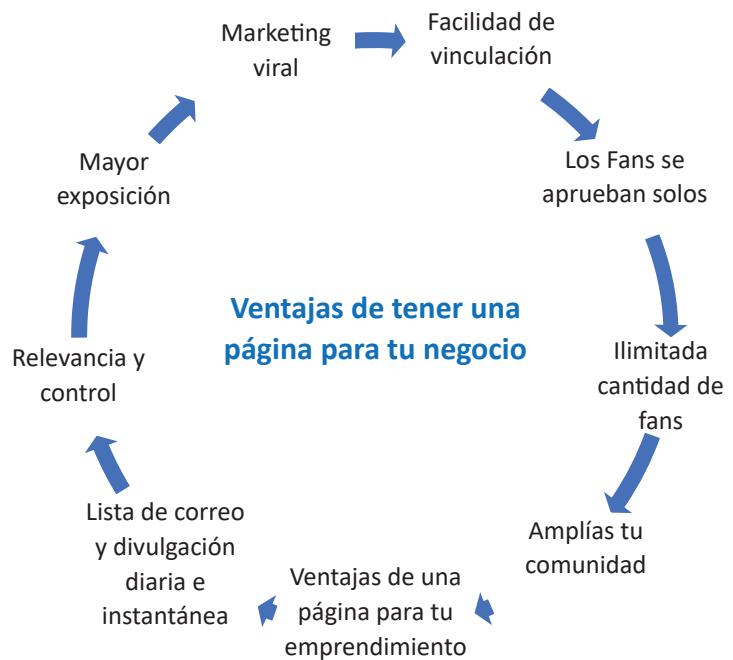 Marketing
viral
Facilidad de
vinculación
Los Fans se
aprueban solos
Ilimitada
cantidad de
fans
Amplías tu
comunidad
Ventajas de una
página para tu
emprendimiento
Lista de correo
y divulgación
diaria e
instantánea
Relevancia y
control
Mayor
exposición
Ventajas de tener una
página para tu negocio